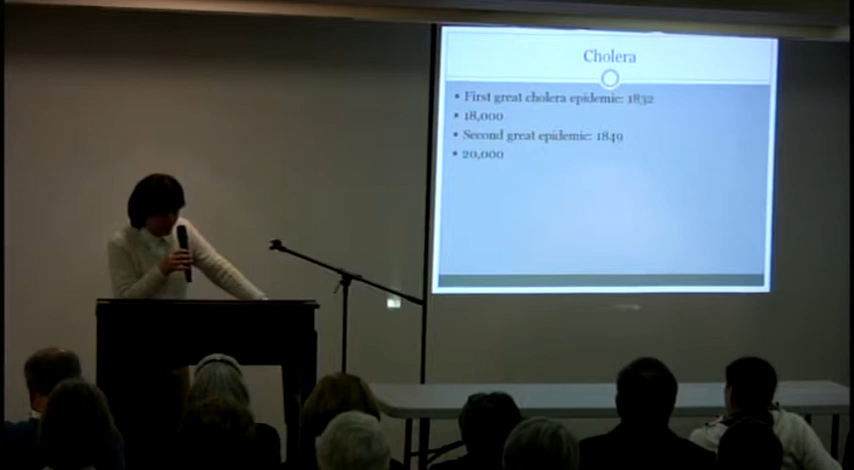 Cholera
• First great cholera epidemic: 1832
• 18,000
• Second great epidemic: 1849
• 20,000